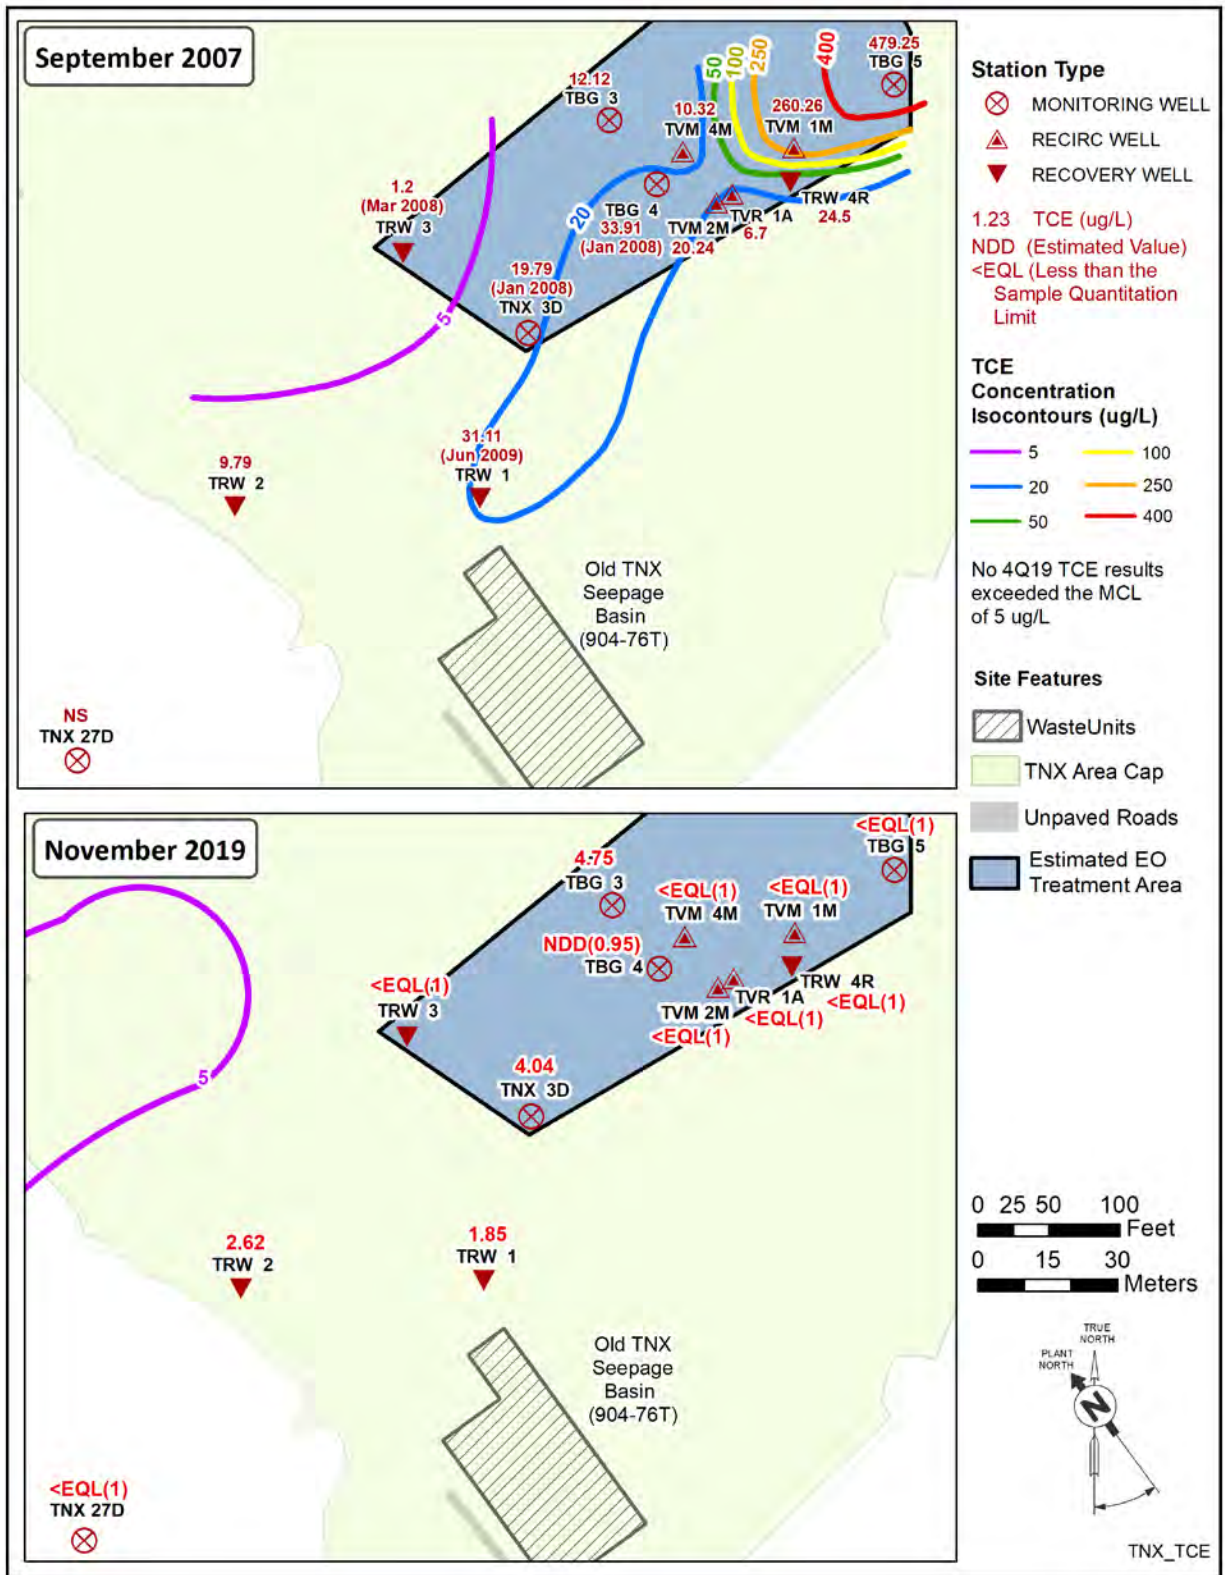 September 2007
479.25
TBG 5
12.12
TBG 3
10.32
TVM 4M
260.26
TVM 1M
50
100
250
400
1.2
(Mar 2008)
TRW 3
TBG 4
33.91
(Jan 2008)
20
TVM 2M
20.24
TVR 1A
6.7
TRW 4R
24.5
19.79
(Jan 2008)
TNX 3D
5
31.11
(Jun 2009)
TRW 1
9.79
TRW 2
Old TNX
Seepage
Basin
(904-76T)
NS
TNX 27D
November 2019
<EQL(1)
TBG 5
4.75
TBG 3
<EQL(1)
TVM 4M
<EQL(1)
TVM 1M
NDD(0.95)
TBG 4
<EQL(1)
TRW 3
TVM 2M
<EQL(1)
TVR 1A
<EQL(1)
TRW 4R
<EQL(1)
4.04
TNX 3D
5
2.62
TRW 2
1.85
TRW 1
Old TNX
Seepage
Basin
(904-76T)
<EQL(1)
TNX 27D
Station Type
MONITORING WELL
RECIRC WELL
RECOVERY WELL
1.23 TCE (ug/L)
NDD (Estimated Value)
<EQL (Less than the
Sample Quantitation
Limit
TCE
Concentration
Isocontours (ug/L)
5 100
20 250
50 400
No 4Q19 TCE results
exceeded the MCL
of 5 ug/L
Site Features
WasteUnits
TNX Area Cap
Unpaved Roads
Estimated EO
Treatment Area
0 25 50 100
Feet
0 15 30
Meters
TRUE
NORTH
PLANT
NORTH
N
TNX_TCE